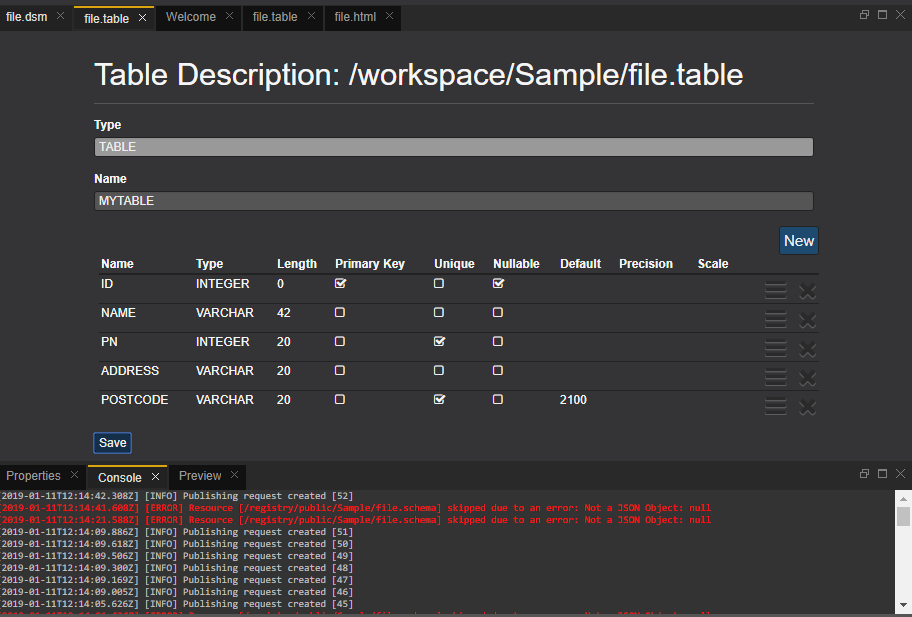 file.dsm file.table Welcome file.table file.html
Table Description: /workspace/Sample/file.table
Type
TABLE
Name
MYTABLE
New
Name Type Length Primary Key Unique Nullable Default Precision Scale
ID INTEGER 0
NAME VARCHAR 42
PN INTEGER 20
ADDRESS VARCHAR 20
POSTCODE VARCHAR 20 2100
Save
Properties Console Preview
[2019-01-11T12:14:42.308Z] [INFO] Publishing request created [52]
[2019-01-11T12:14:41.608Z] [ERROR] Resource [/registry/public/Sample/file.schema] skipped due to an error: Not a JSON Object: null
[2019-01-11T12:14:21.588Z] [ERROR] Resource [/registry/public/Sample/file.schema] skipped due to an error: Not a JSON Object: null
[2019-01-11T12:14:09.886Z] [INFO] Publishing request created [51]
[2019-01-11T12:14:09.618Z] [INFO] Publishing request created [50]
[2019-01-11T12:14:09.506Z] [INFO] Publishing request created [49]
[2019-01-11T12:14:09.300Z] [INFO] Publishing request created [48]
[2019-01-11T12:14:09.169Z] [INFO] Publishing request created [47]
[2019-01-11T12:14:09.005Z] [INFO] Publishing request created [46]
[2019-01-11T12:14:05.626Z] [INFO] Publishing request created [45]